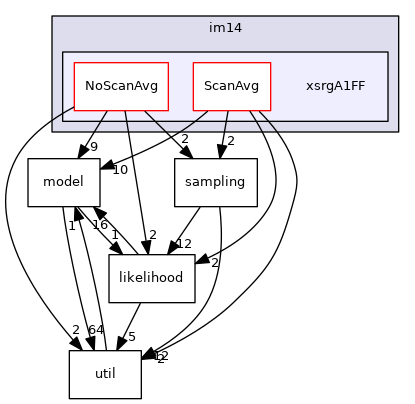 im14
NoScanAvg
ScanAvg
xsrgA1FF
9
2
2
10
model
sampling
1
16
1
2
12
2
likelihood
2
64
5
12
2
util